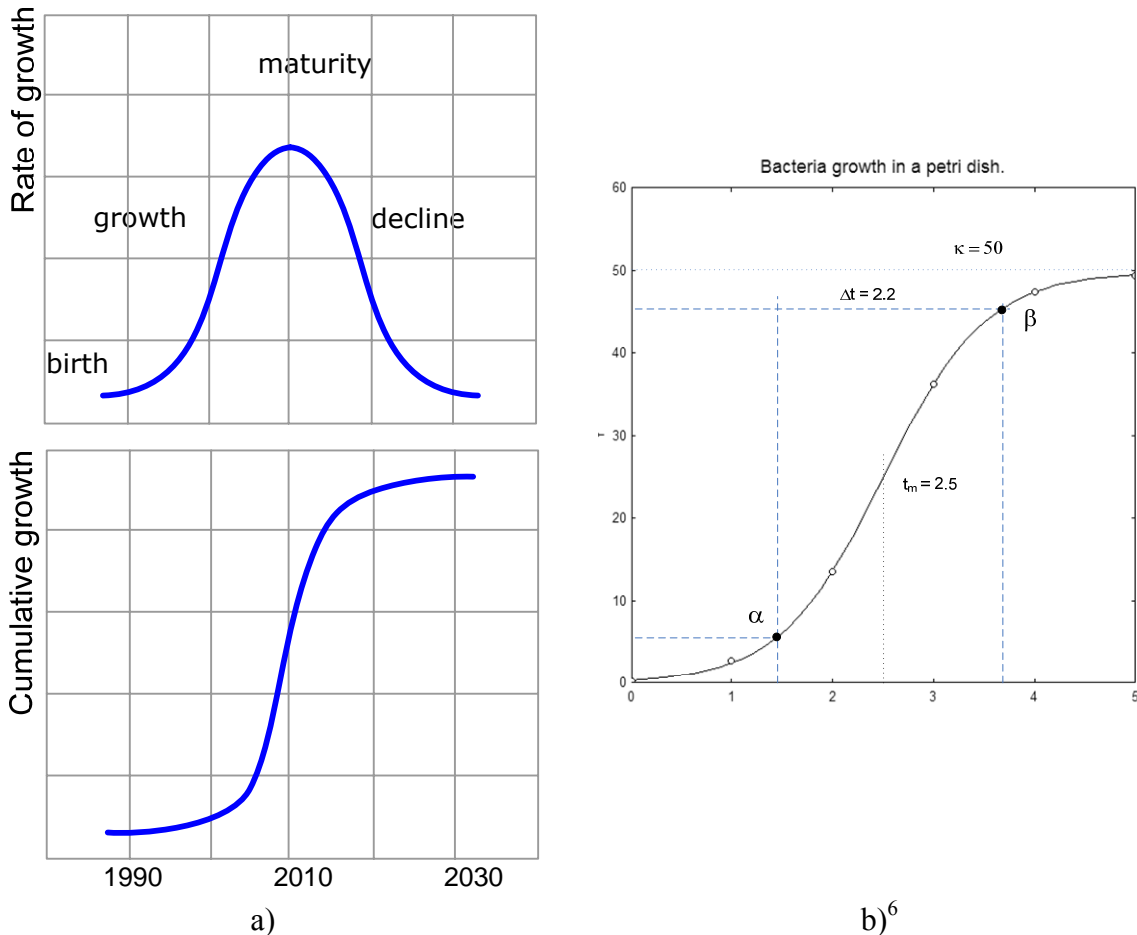 Rate of growth
maturity
growth
decline
birth
Cumulative growth
1990 2010 2030
a)
Bacteria growth in a petri dish.
60
50
40
30
20
10
0
κ = 50
Δt = 2.2
β
tm = 2.5
α
0 1 2 3 4 5
b)6